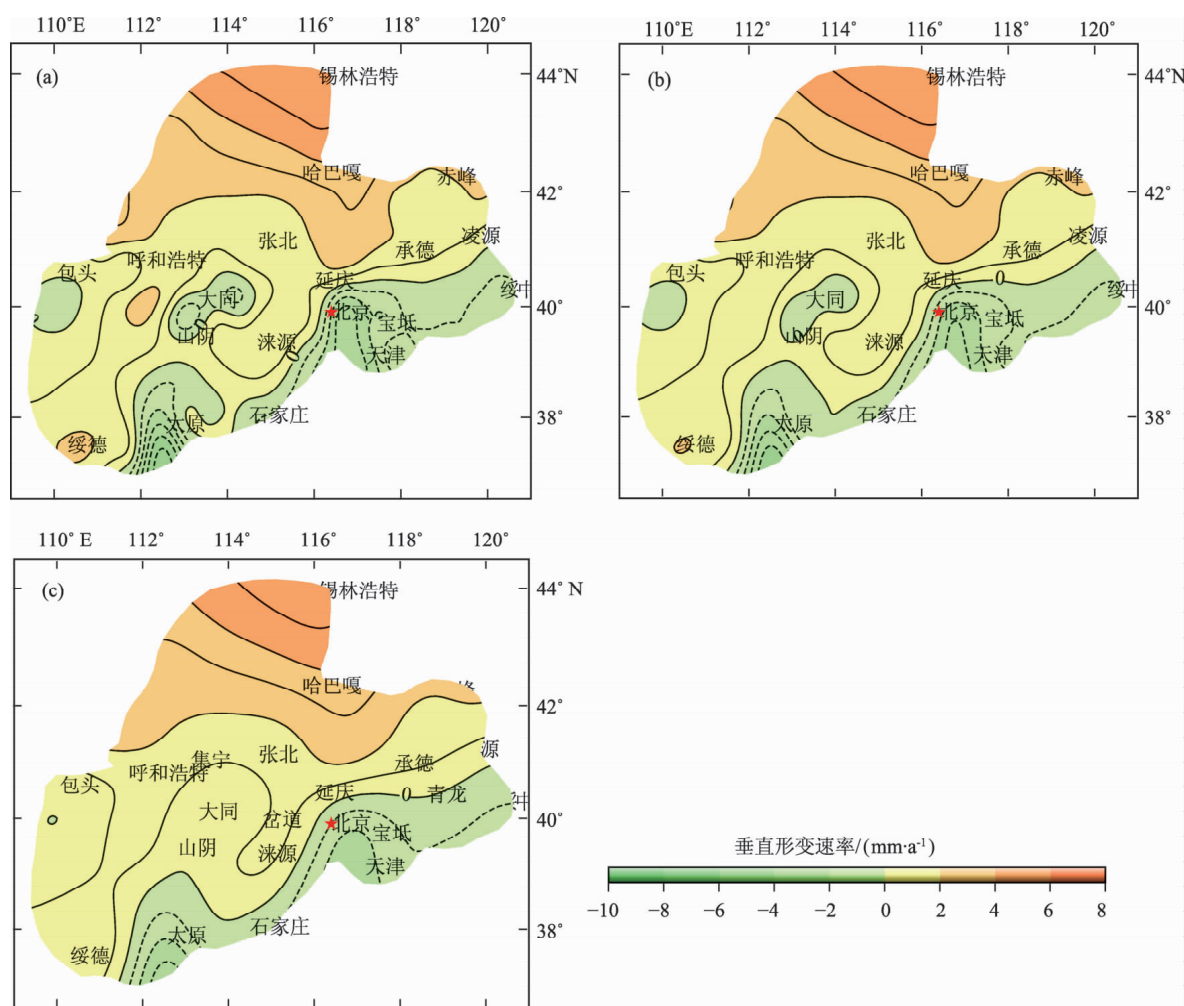 110°E 112° 114° 116° 118° 120°
(a)
锡林浩特
44°N
哈巴嘎
赤峰
42°
张北
承德
凌源
呼和浩特
包头
延庆
大同
北京
40°
宝坻
山阴
涞源
天津
石家庄
太原
38°
绥德
110°E 112° 114° 116° 118° 120°
(b)
锡林浩特
44°N
哈巴嘎
赤峰
42°
张北
承德
凌源
呼和浩特
包头
延庆
0
大同
北京
40°
宝坻
山阴
涞源
天津
石家庄
太原
38°
绥德
110° E 112° 114° 116° 118° 120°
(c)
锡林浩特
44° N
哈巴嘎
42°
集宁
张北
承德
源
呼和浩特
包头
延庆
0
青龙
大同
岔道
北京
40°
宝坻
山阴
涞源
天津
石家庄
太原
38°
绥德
垂直形变速率/(mm·a⁻¹)
−10 −8 −6 −4 −2 0 2 4 6 8